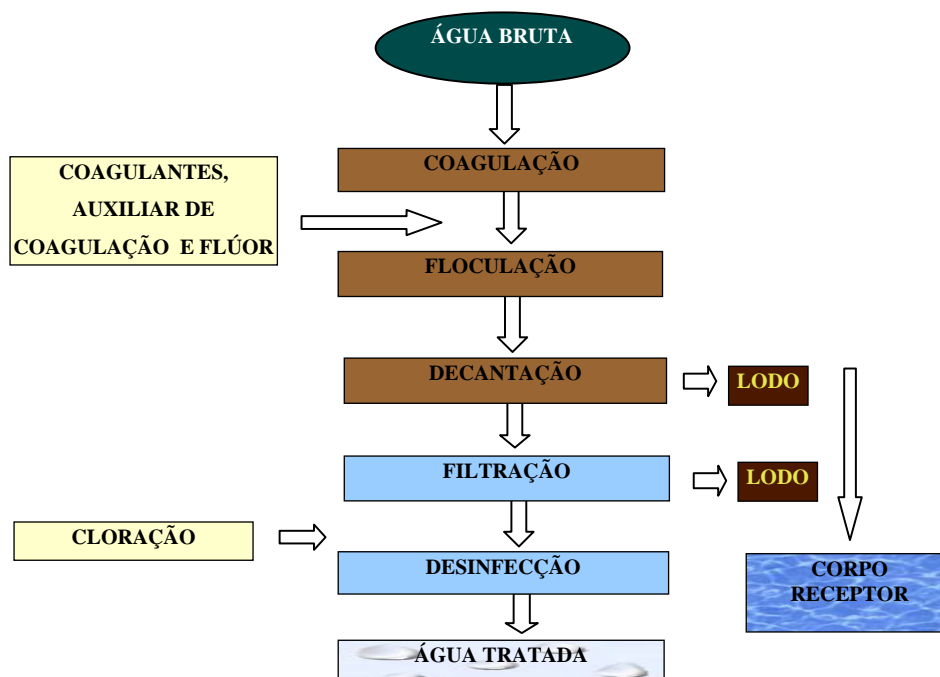 ÁGUA BRUTA
COAGULAÇÃO
COAGULANTES,
AUXILIAR DE
COAGULAÇÃO E FLÚOR
FLOCULAÇÃO
DECANTAÇÃO
LODO
FILTRAÇÃO
LODO
CLORAÇÃO
DESINFECÇÃO
CORPO
RECEPTOR
ÁGUA TRATADA